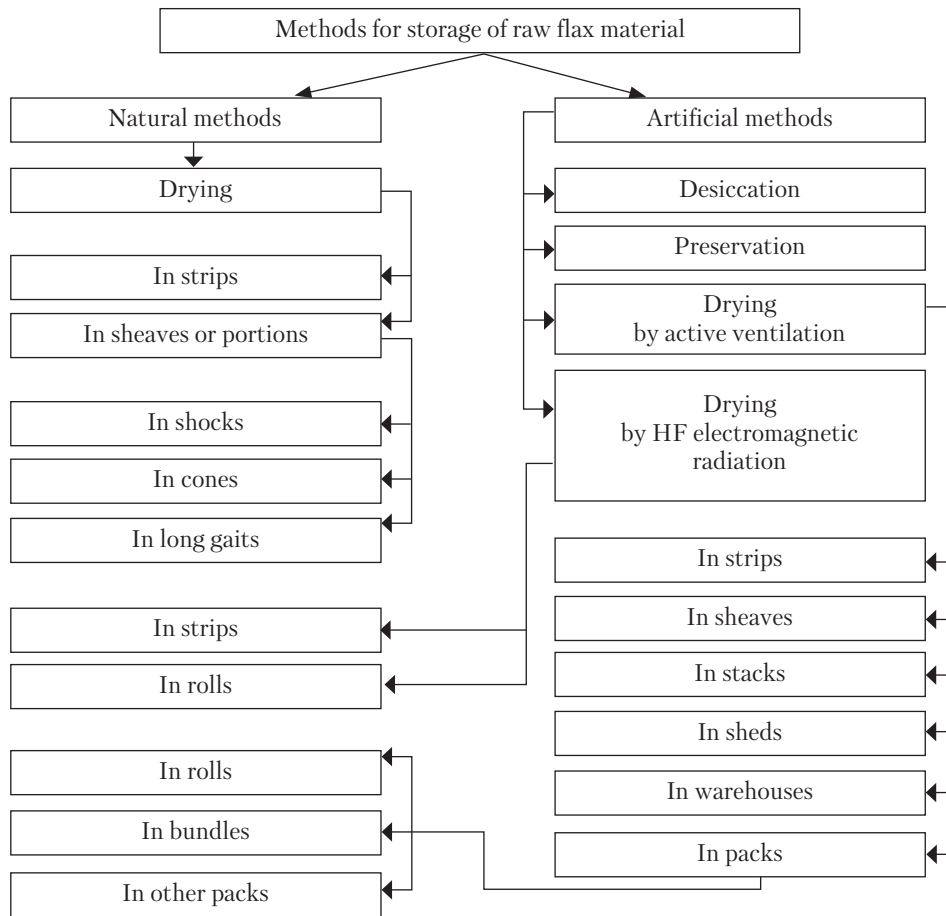 Methods for storage of raw flax material
Natural methods
Artificial methods
Drying
Desiccation
Preservation
In strips
Drying
by active ventilation
In sheaves or portions
Drying
by HF electromagnetic
radiation
In shocks
In cones
In long gaits
In strips
In sheaves
In strips
In stacks
In rolls
In sheds
In rolls
In warehouses
In bundles
In packs
In other packs